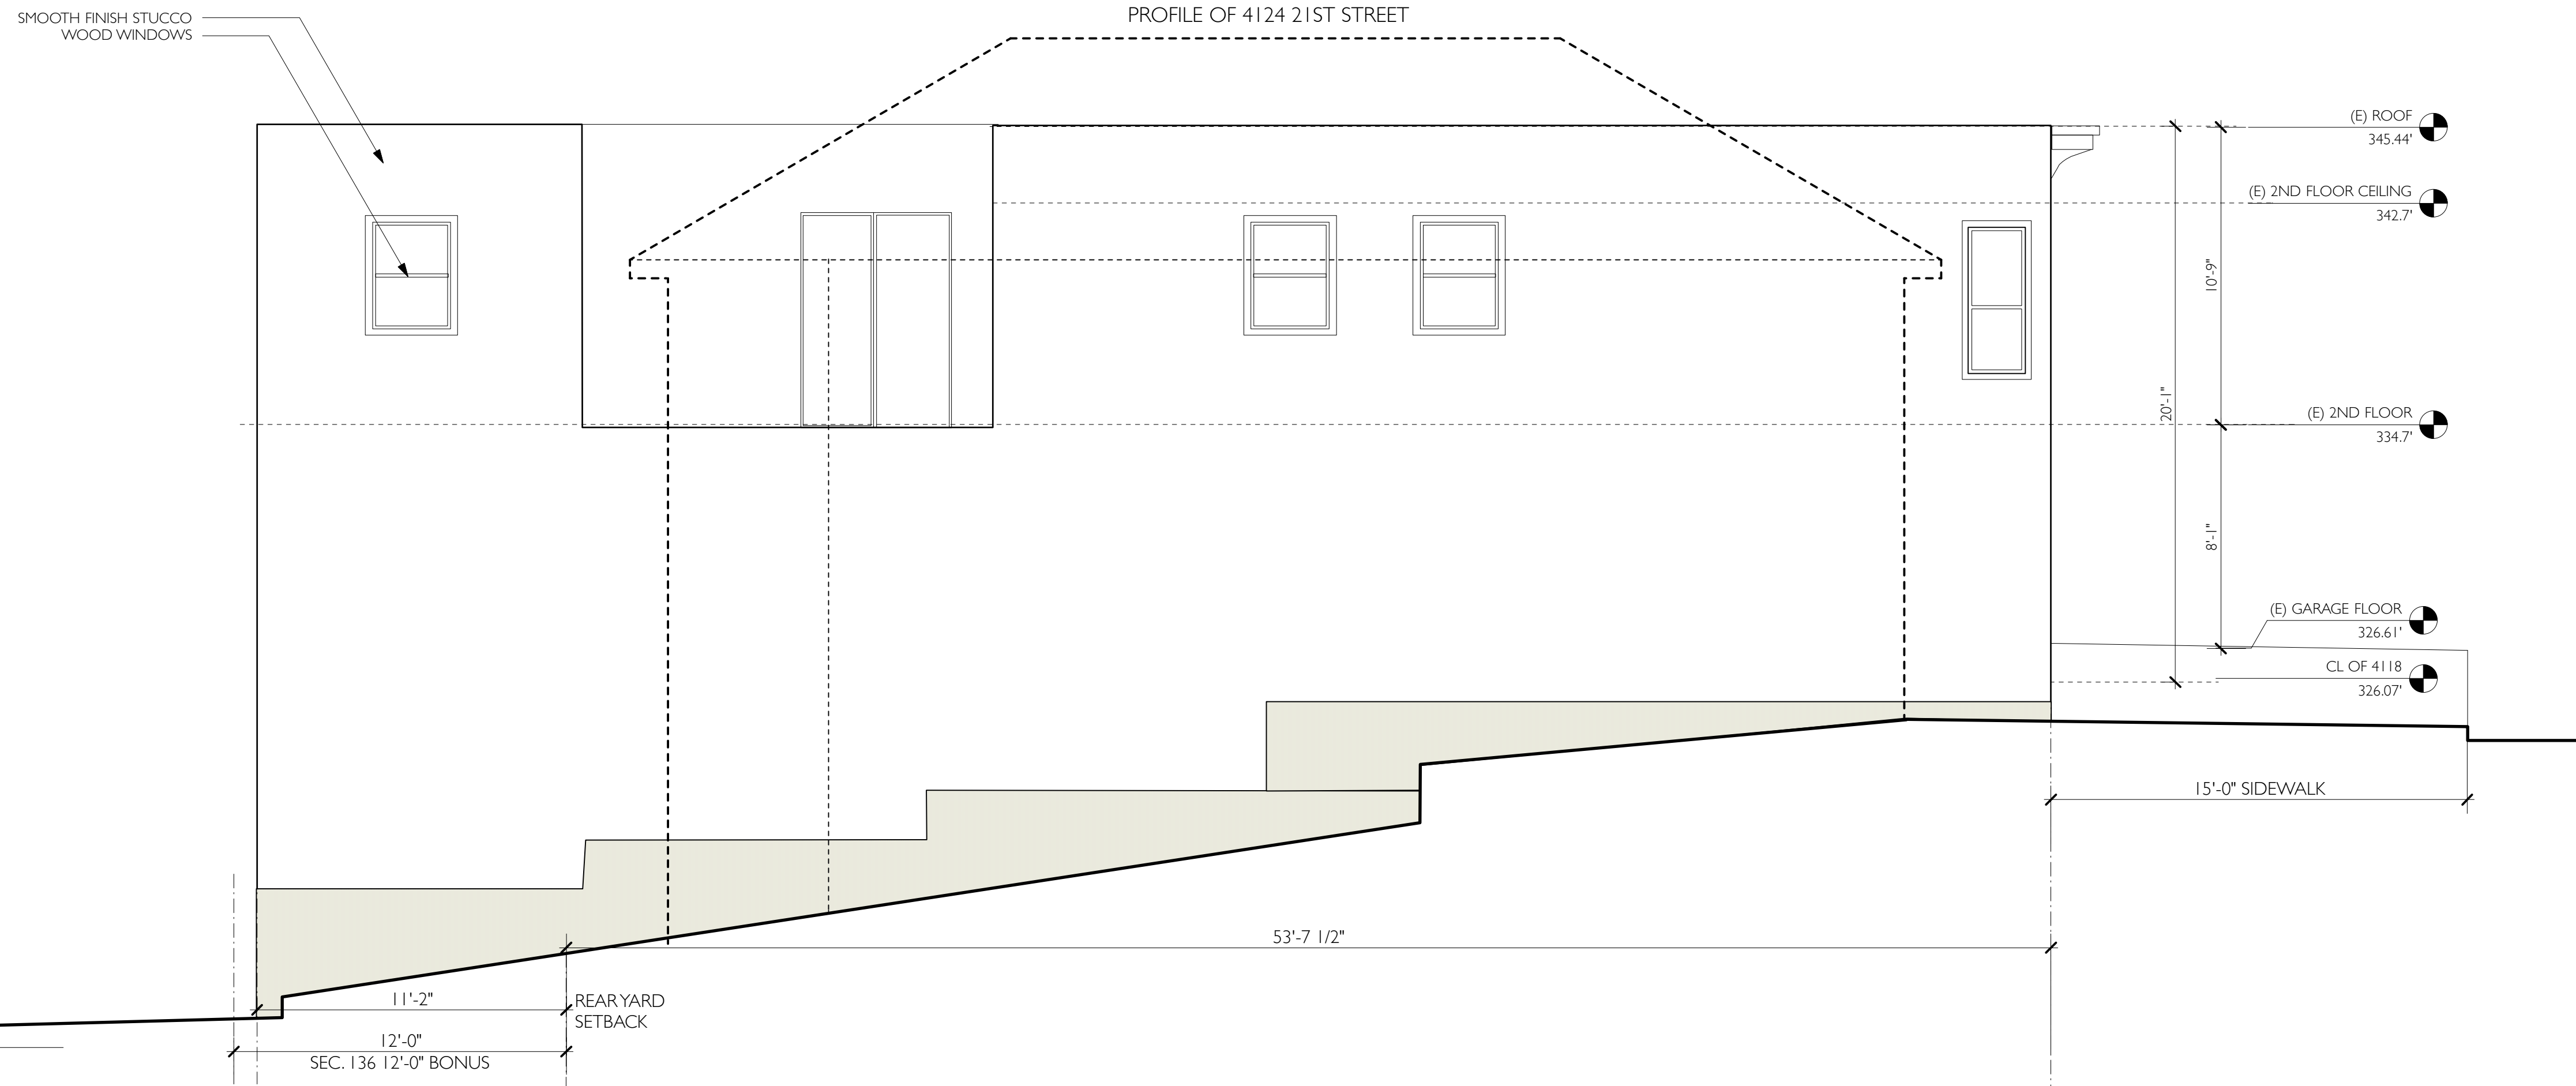 PROFILE OF 4124 21ST STREET
SMOOTH FINISH STUCCO
WOOD WINDOWS
(E) ROOF
345.44'
(E) 2ND FLOOR CEILING
342.7'
10'-9"
20'-1"
(E) 2ND FLOOR
334.7'
8'-1"
(E) GARAGE FLOOR
326.61'
CL OF 4118
326.07'
15'-0" SIDEWALK
53'-7 1/2"
11'-2"
REAR YARD
SETBACK
12'-0"
SEC. 136 12'-0" BONUS